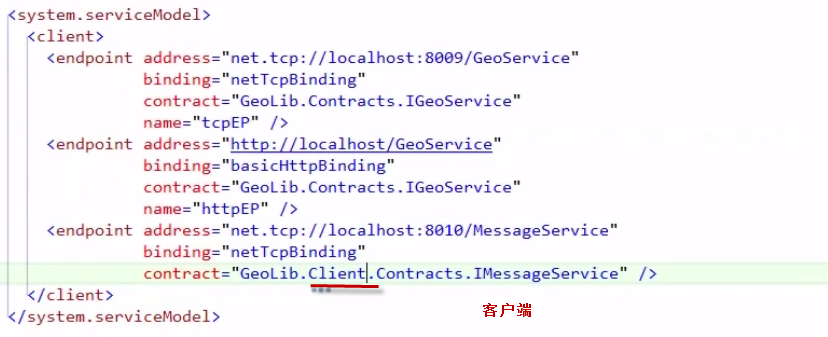 <system.serviceModel>
<client>
<endpoint address="net.tcp://localhost:8009/GeoService"
binding="netTcpBinding"
contract="GeoLib.Contracts.IGeoService"
name="tcpEP" />
<endpoint address="http://localhost/GeoService"
binding="basicHttpBinding"
contract="GeoLib.Contracts.IGeoService"
name="httpEP" />
<endpoint address="net.tcp://localhost:8010/MessageService"
binding="netTcpBinding"
contract="GeoLib.Client.Contracts.IMessageService" />
</client>
客户端
</system.serviceModel>